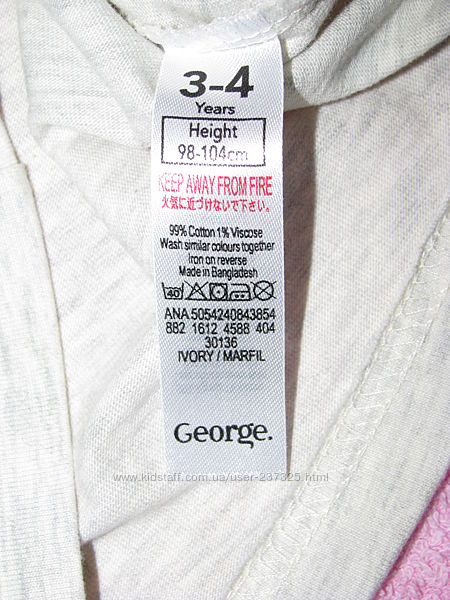 3-4
Years
Height
98-104cm
KEEP AWAY FROM FIRE
火気に近づけないで下さい。
99% Cotton 1% Viscose
Wash similar colours together
Iron on reverse
Made in Bangladesh
40
ANA 5054240843854
882 1612 4588 404
30136
IVORY / MARFIL
George.
www.kidstaff.com.ua/user-237325.html